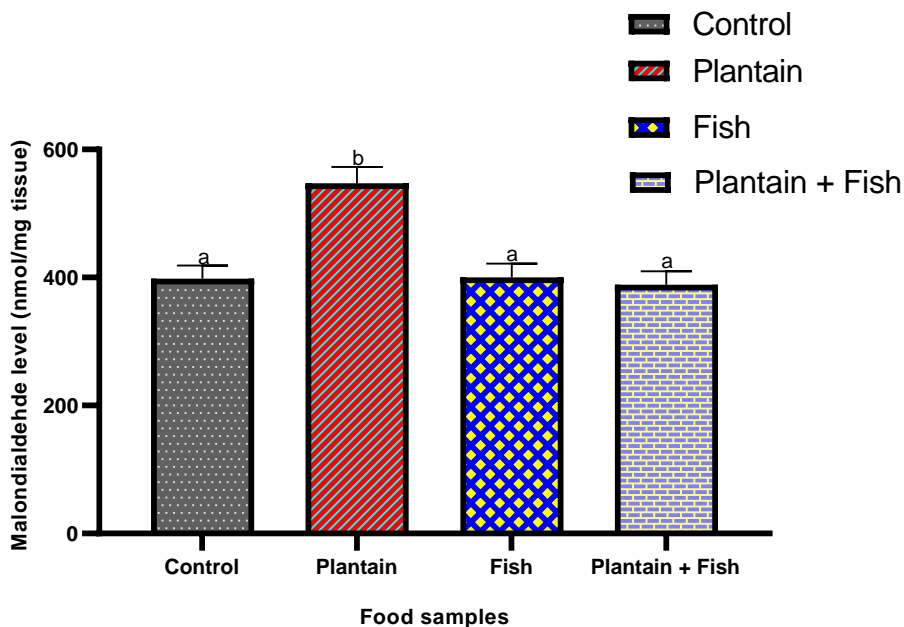 Control
Plantain
Fish
Plantain + Fish
Malondialdehde level (nmol/mg tissue)
600
400
200
0
a
b
a
a
Control
Plantain
Fish
Plantain + Fish
Food samples